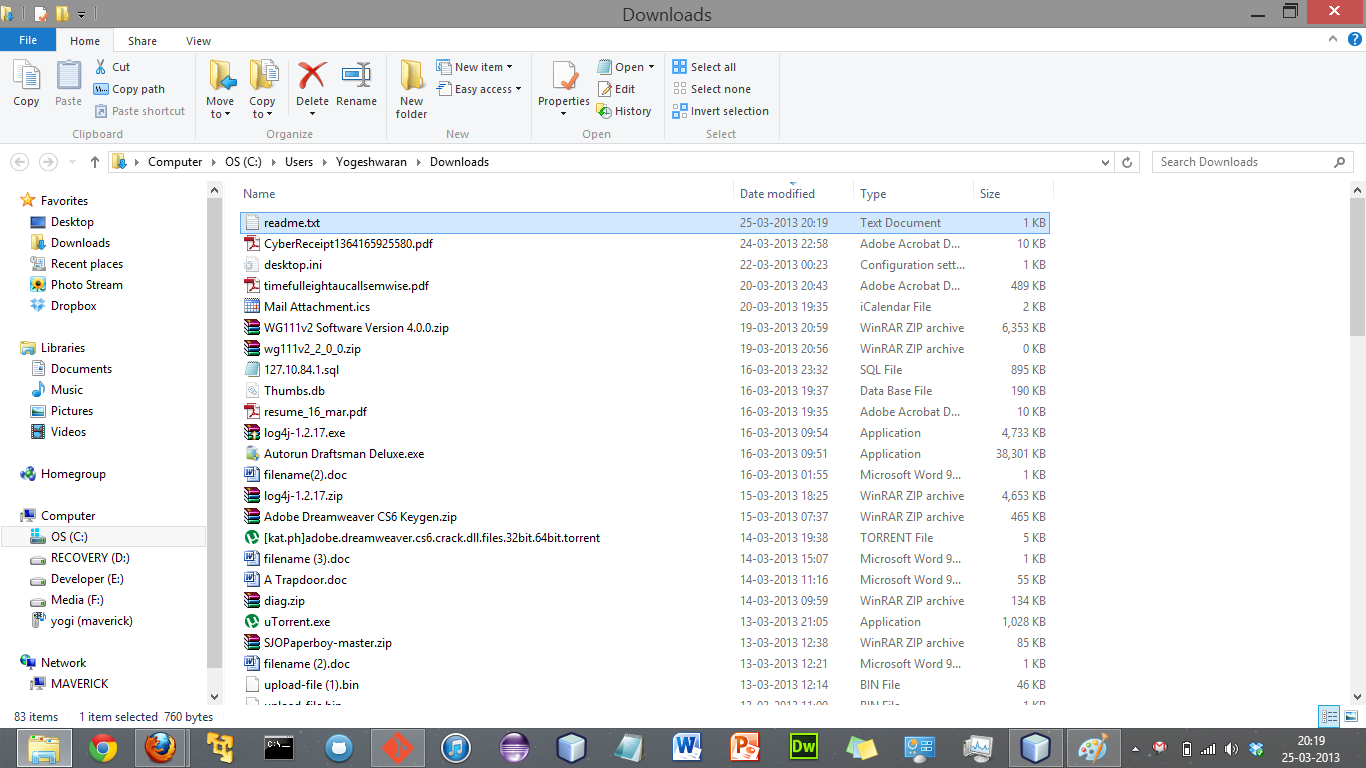 Downloads
File Home Share View
Copy Paste Cut Copy path Paste shortcut Clipboard
Move to Copy to Delete Rename Organize
New folder New item Easy access New
Properties Open Edit History Open
Select all Select none Invert selection Select
Computer OS (C:) Users Yogeshwaran Downloads Search Downloads
Favorites
Desktop
Downloads
Recent places
Photo Stream
Dropbox
Libraries
Documents
Music
Pictures
Videos
Homegroup
Computer
OS (C:)
RECOVERY (D:)
Developer (E:)
Media (F:)
yogi (maverick)
Network
MAVERICK
Name Date modified Type Size
readme.txt 25-03-2013 20:19 Text Document 1 KB
CyberReceipt1364165925580.pdf 24-03-2013 22:58 Adobe Acrobat D... 10 KB
desktop.ini 22-03-2013 00:23 Configuration sett... 1 KB
timefulleightaucallsemwise.pdf 20-03-2013 20:43 Adobe Acrobat D... 489 KB
Mail Attachment.ics 20-03-2013 19:35 iCalendar File 2 KB
WG111v2 Software Version 4.0.0.zip 19-03-2013 20:59 WinRAR ZIP archive 6,353 KB
wg111v2_2_0_0.zip 19-03-2013 20:56 WinRAR ZIP archive 0 KB
127.10.84.1.sql 16-03-2013 23:32 SQL File 895 KB
Thumbs.db 16-03-2013 19:37 Data Base File 190 KB
resume_16_mar.pdf 16-03-2013 19:35 Adobe Acrobat D... 10 KB
log4j-1.2.17.exe 16-03-2013 09:54 Application 4,733 KB
Autorun Draftsman Deluxe.exe 16-03-2013 09:51 Application 38,301 KB
filename(2).doc 16-03-2013 01:55 Microsoft Word 9... 1 KB
log4j-1.2.17.zip 15-03-2013 18:25 WinRAR ZIP archive 4,653 KB
Adobe Dreamweaver CS6 Keygen.zip 15-03-2013 07:37 WinRAR ZIP archive 465 KB
[kat.ph]adobe.dreamweaver.cs6.crack.dll.files.32bit.64bit.torrent 14-03-2013 19:38 TORRENT File 5 KB
filename (3).doc 14-03-2013 15:07 Microsoft Word 9... 1 KB
A Trapdoor.doc 14-03-2013 11:16 Microsoft Word 9... 55 KB
diag.zip 14-03-2013 09:59 WinRAR ZIP archive 134 KB
uTorrent.exe 13-03-2013 21:05 Application 1,028 KB
SJOPaperboy-master.zip 13-03-2013 12:38 WinRAR ZIP archive 85 KB
filename (2).doc 13-03-2013 12:21 Microsoft Word 9... 1 KB
upload-file (1).bin 13-03-2013 12:14 BIN File 46 KB
83 items 1 item selected 760 bytes
Dw
20:19
25-03-2013